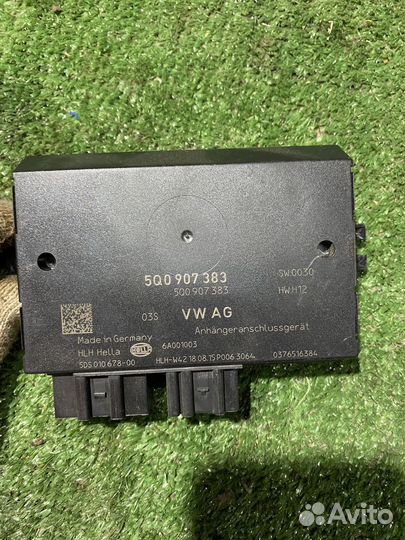 5Q0 907 383
5Q0 907 383
SW:0030
HW:H12
03S
VW AG
Anhängeranschlussgerät
Made in Germany
HLH Hella
HELLA
6A001003
5DS 010 678-00
HLH-W42 18.08.15 P006 3064
0376516384
Avito